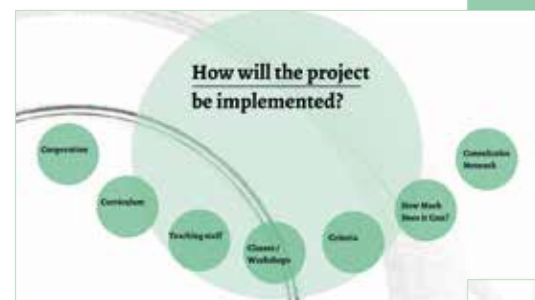 How will the project
be implemented?
Cooperation
Curriculum
Teaching staff
Classes /
Workshops
Criteria
How Much
Does it Cost?
Network